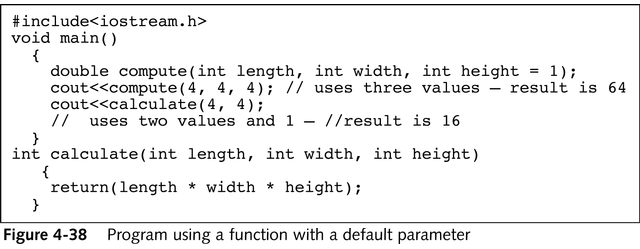 #include<iostream.h>
void main()
{
double compute(int length, int width, int height = 1);
cout<<compute(4, 4, 4); // uses three values – result is 64
cout<<calculate(4, 4);
// uses two values and 1 – //result is 16
}
int calculate(int length, int width, int height)
{
return(length * width * height);
}
Figure 4-38 Program using a function with a default parameter